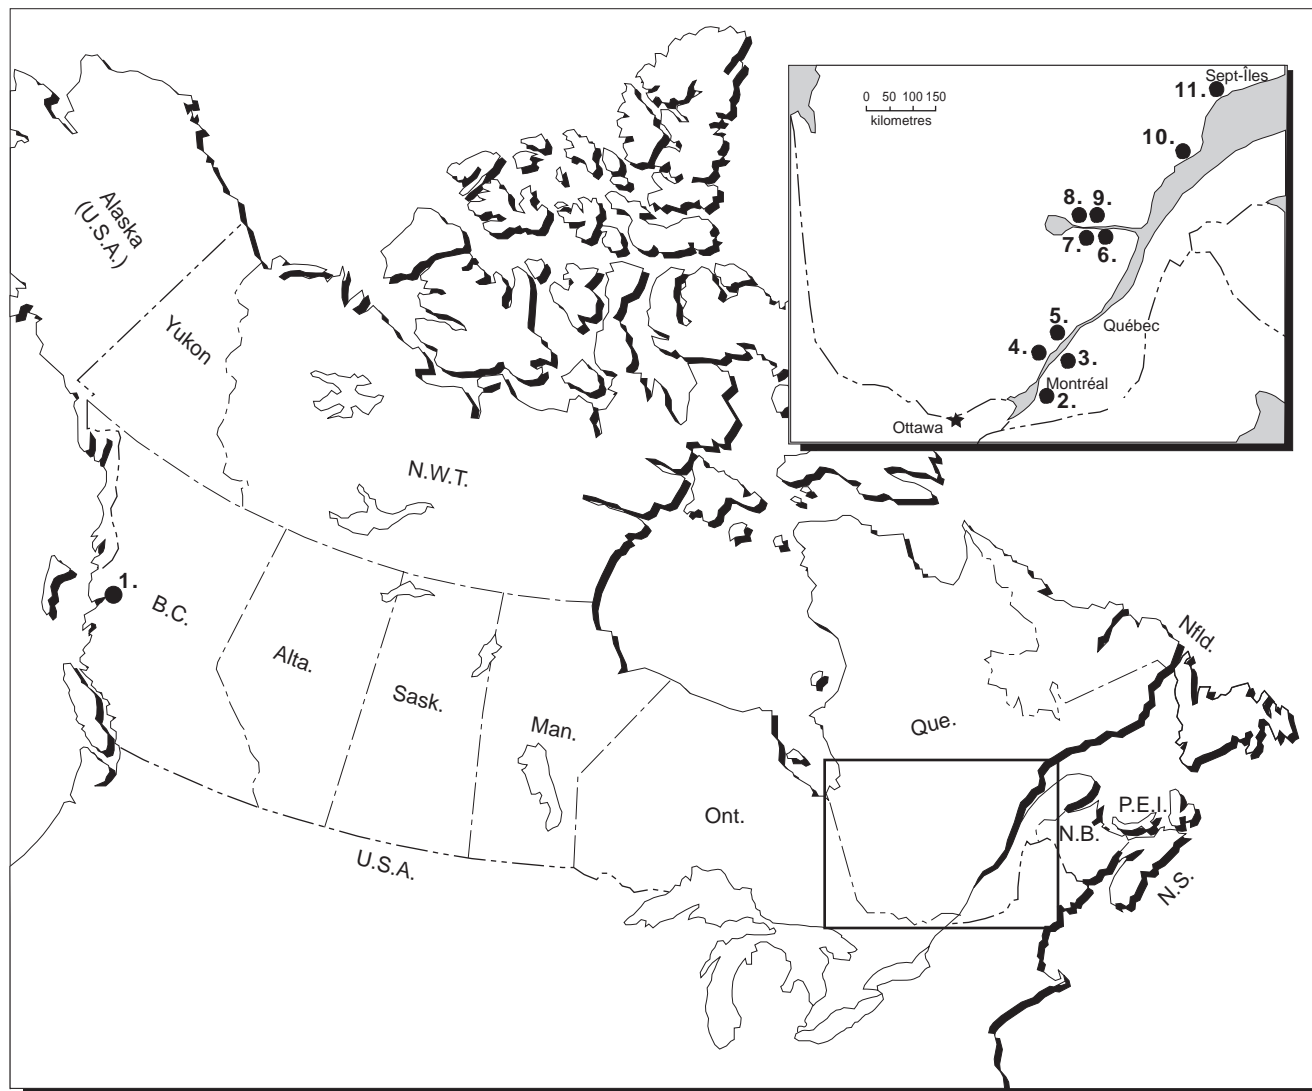 Sept-Îles
11.
0 50 100 150
kilometres
10.
8. 9.
7. 6.
5.
Québec
4.
3.
Montréal
2.
Ottawa
Alaska
(U.S.A.)
Yukon
N.W.T.
1.
B.C.
Alta.
Sask.
Man.
Ont.
Que.
Nfld.
P.E.I.
N.B.
N.S.
U.S.A.